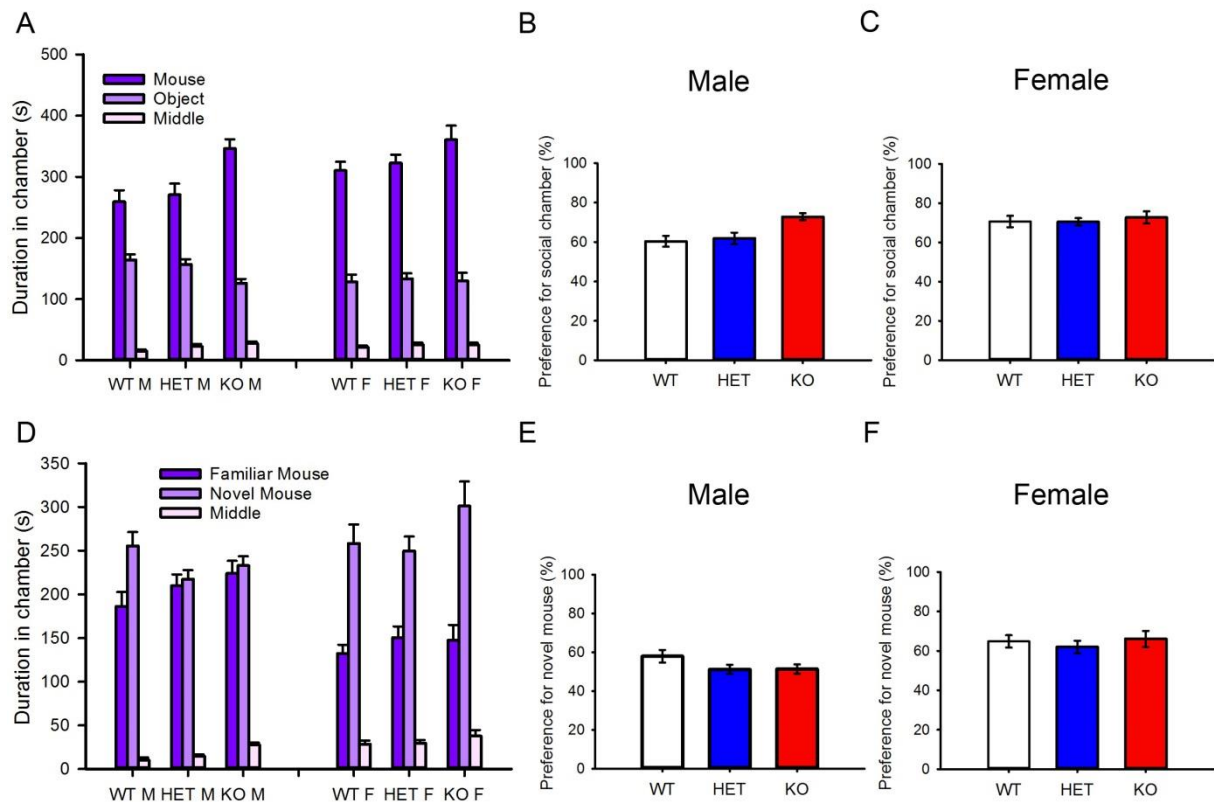 A
Duration in chamber (s)
500
400
300
200
100
0
Mouse
Object
Middle
WT M HET M KO M WT F HET F KO F
B
Male
Preference for social chamber (%)
100
80
60
40
20
0
WT HET KO
C
Female
Preference for social chamber (%)
100
80
60
40
20
0
WT HET KO
D
Duration in chamber (s)
350
300
250
200
150
100
50
0
Familiar Mouse
Novel Mouse
Middle
WT M HET M KO M WT F HET F KO F
E
Male
Preference for novel mouse (%)
100
80
60
40
20
0
WT HET KO
F
Female
Preference for novel mouse (%)
100
80
60
40
20
0
WT HET KO